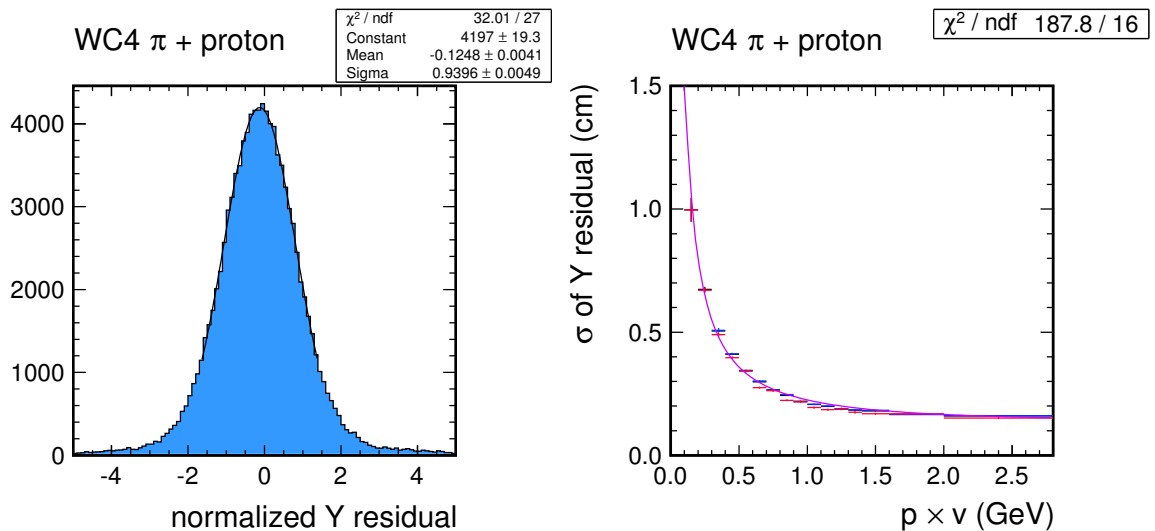 WC4 π + proton
χ² / ndf 32.01 / 27
Constant 4197 ± 19.3
Mean -0.1248 ± 0.0041
Sigma 0.9396 ± 0.0049
4000
3000
2000
1000
0
-4 -2 0 2 4
normalized Y residual
WC4 π + proton
χ² / ndf 187.8 / 16
σ of Y residual (cm)
1.5
1.0
0.5
0.0
0.0 0.5 1.0 1.5 2.0 2.5
p × v (GeV)